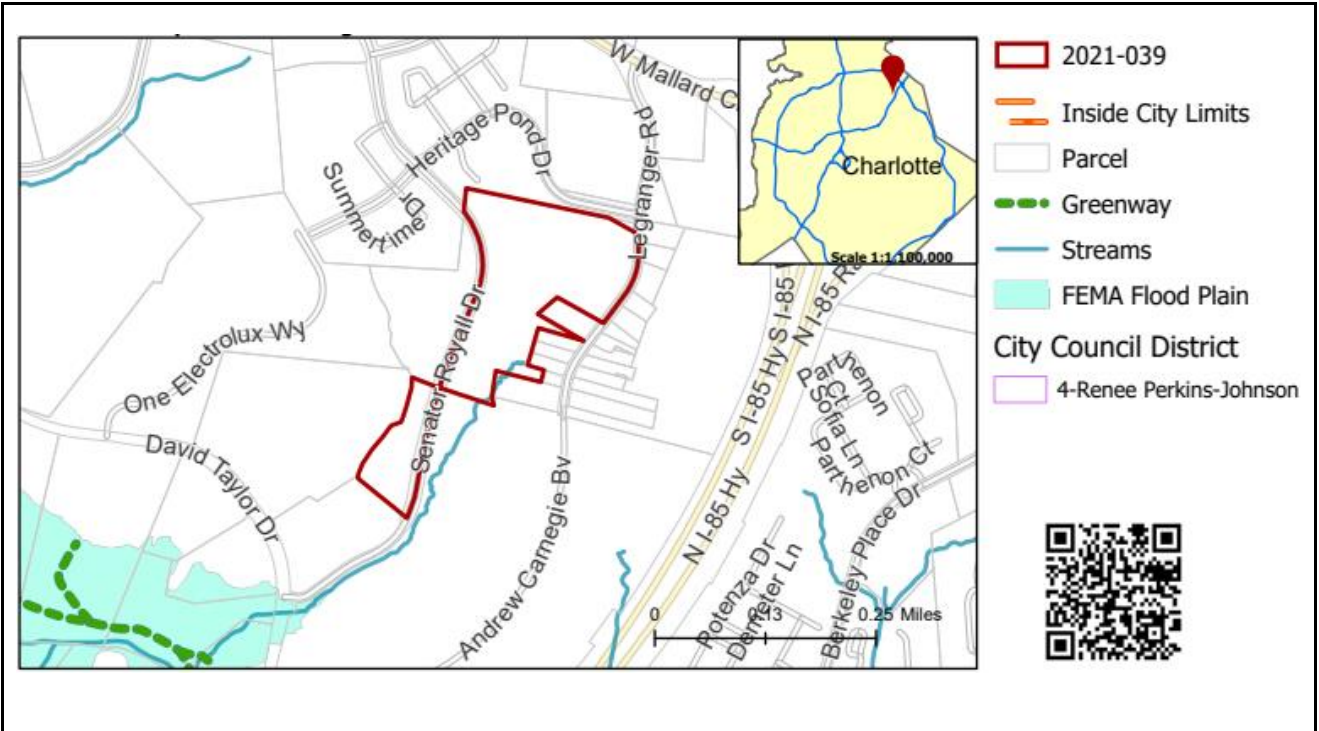 W Mallard C
Legranger Rd
Heritage Pond Dr
Summertime Dr
Senator Royall Dr
One Electrolux Wy
David Taylor Dr
Andrew Carnegie Bv
S I-85 Hy
S I-85
N I-85 Ra
N I-85 Hy
Parthenon Ct
Sofia Ln
Parthenon Ct
Berkeley Place Dr
Potenza Dr
Demeter Ln
0 0.13 0.25 Miles
Charlotte
Scale 1:1,100,000
2021-039
Inside City Limits
Parcel
Greenway
Streams
FEMA Flood Plain
City Council District
4-Renee Perkins-Johnson